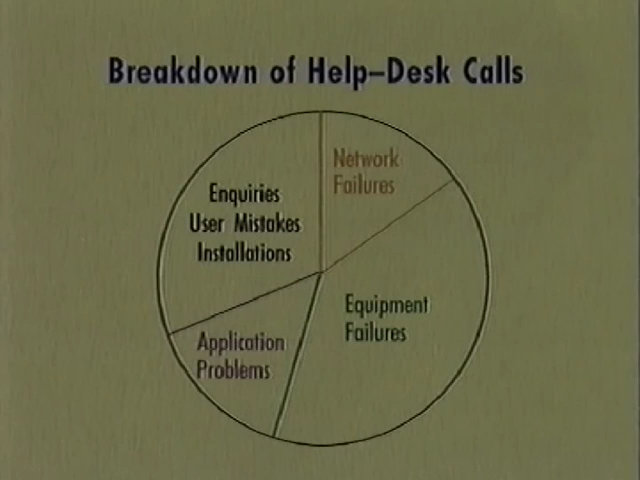 Breakdown of Help–Desk Calls
Network
Failures
Enquiries
User Mistakes
Installations
Equipment
Failures
Application
Problems